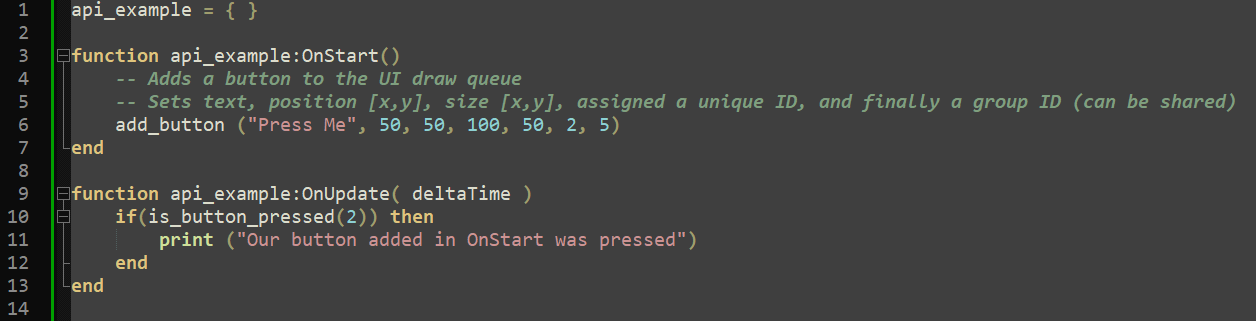 1 api_example = { }
2
3 function api_example:OnStart()
4     -- Adds a button to the UI draw queue
5     -- Sets text, position [x,y], size [x,y], assigned a unique ID, and finally a group ID (can be shared)
6     add_button ("Press Me", 50, 50, 100, 50, 2, 5)
7 end
8
9 function api_example:OnUpdate( deltaTime )
10     if(is_button_pressed(2)) then
11         print ("Our button added in OnStart was pressed")
12     end
13 end
14